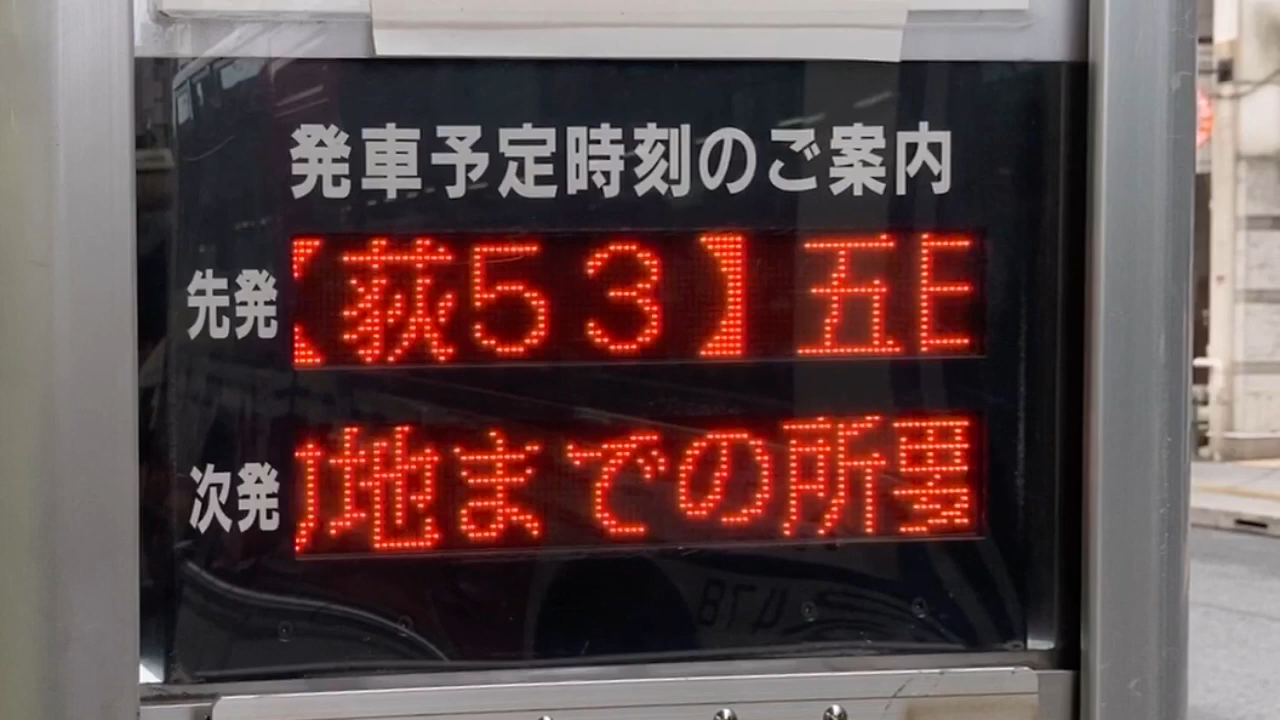 発車予定時刻のご案内
先発 【荻53】五
次発 地までの所要